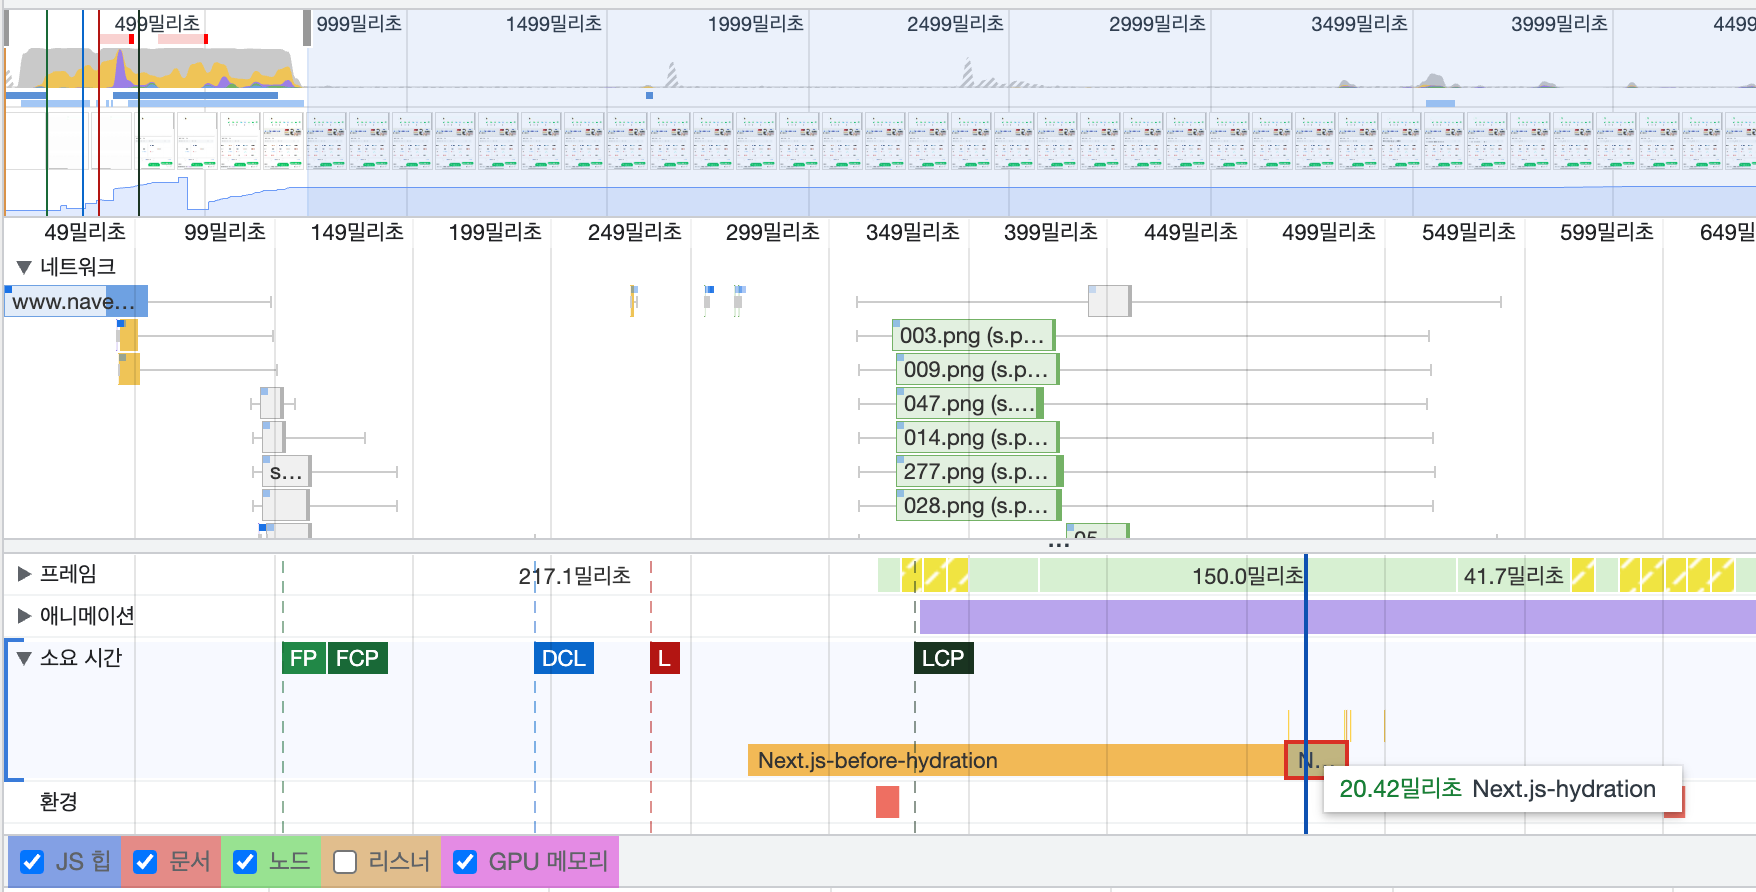 499밀리초 999밀리초 1499밀리초 1999밀리초 2499밀리초 2999밀리초 3499밀리초 3999밀리초 4499
49밀리초 99밀리초 149밀리초 199밀리초 249밀리초 299밀리초 349밀리초 399밀리초 449밀리초 499밀리초 549밀리초 599밀리초 649밀
네트워크
www.nave...
003.png (s.p...
009.png (s.p...
047.png (s....
014.png (s.p...
s...
277.png (s.p...
028.png (s.p...
05
...
프레임 217.1밀리초 150.0밀리초 41.7밀리초
애니메이션
소요 시간 FP FCP DCL L LCP
Next.js-before-hydration N...
20.42밀리초 Next.js-hydration
환경
JS 힙 문서 노드 리스너 GPU 메모리